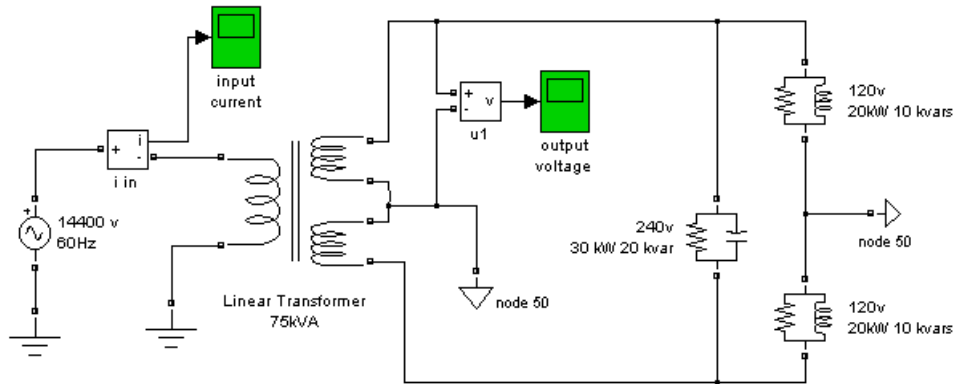 input
current
+
v
-
u1
output
voltage
120v
20kW 10 kvars
+
i
-
i in
+
14400 v
60Hz
240v
30 kW 20 kvar
node 50
Linear Transformer
75kVA
node 50
120v
20kW 10 kvars